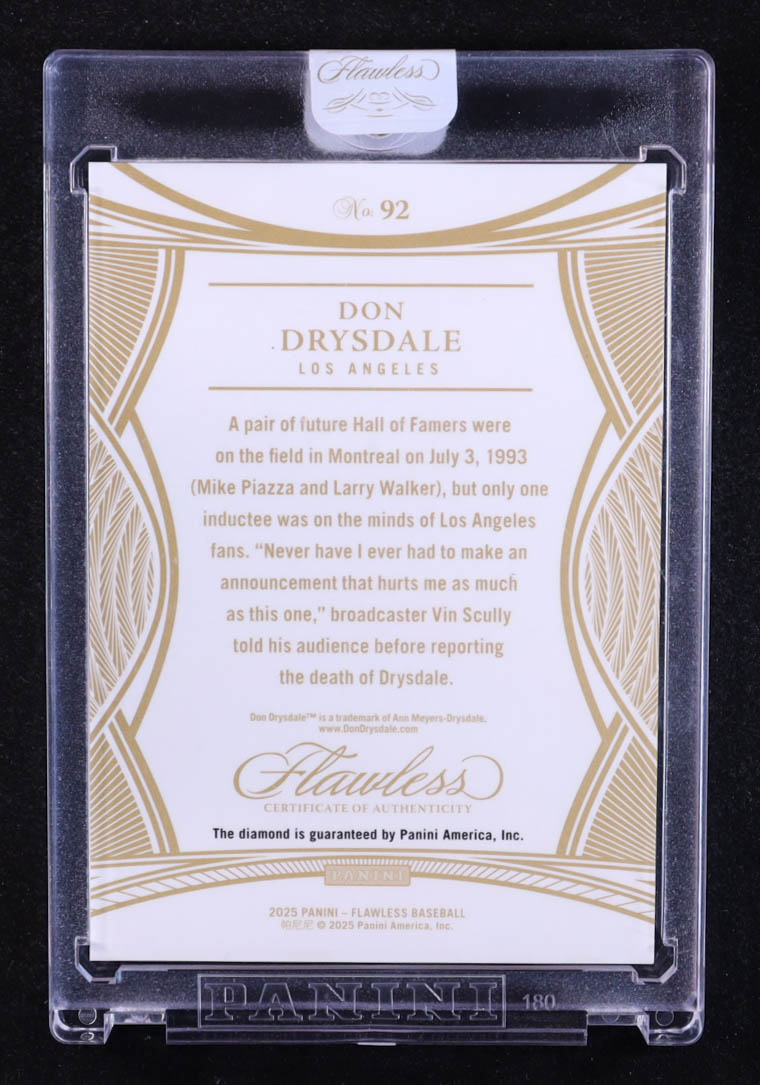 Flawless
No. 92
DON
DRYSDALE
LOS ANGELES
A pair of future Hall of Famers were
on the field in Montreal on July 3, 1993
(Mike Piazza and Larry Walker), but only one
inductee was on the minds of Los Angeles
fans. “Never have I ever had to make an
announcement that hurts me as much
as this one,” broadcaster Vin Scully
told his audience before reporting
the death of Drysdale.
Don Drysdale™ is a trademark of Ann Meyers-Drysdale.
www.DonDrysdale.com
Flawless
CERTIFICATE OF AUTHENTICITY
The diamond is guaranteed by Panini America, Inc.
PANINI
2025 PANINI – FLAWLESS BASEBALL
帕尼尼 © 2025 Panini America, Inc.
PANINI 180